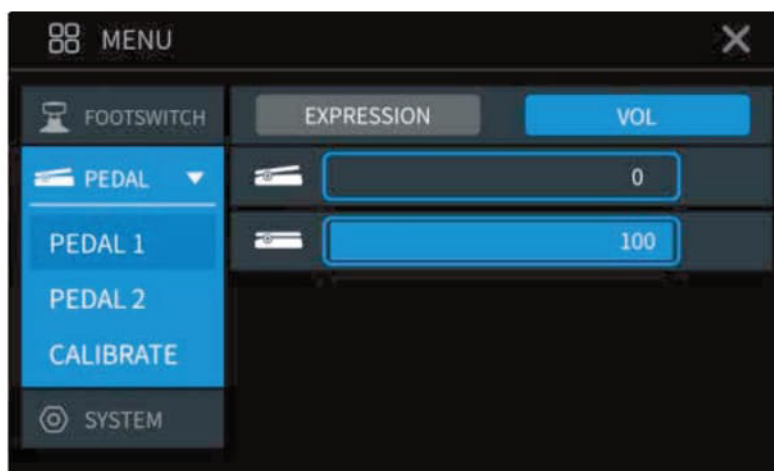 MENU
FOOTSWITCH
EXPRESSION
VOL
PEDAL
0
PEDAL 1
100
PEDAL 2
CALIBRATE
SYSTEM